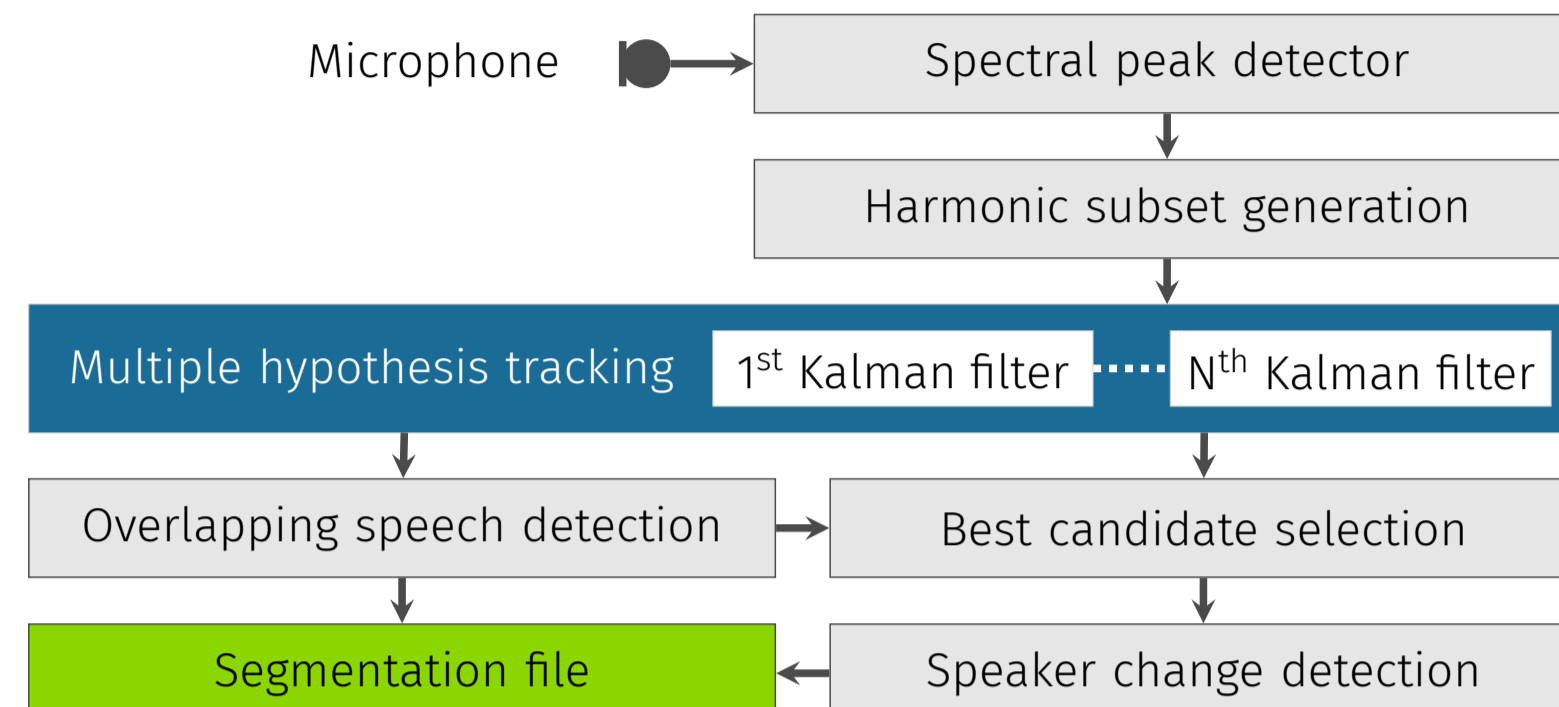 Microphone
Spectral peak detector
Harmonic subset generation
Multiple hypothesis tracking
1st Kalman filter
Nth Kalman filter
Overlapping speech detection
Best candidate selection
Segmentation file
Speaker change detection